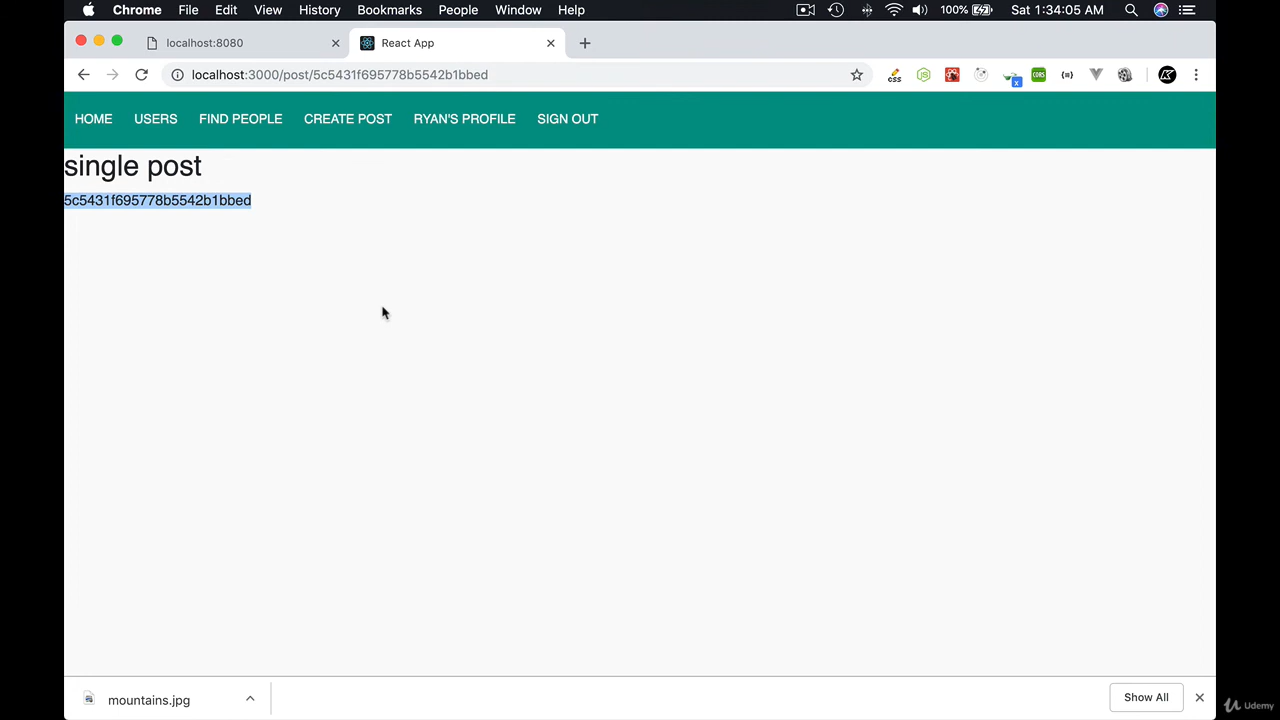 Chrome File Edit View History Bookmarks People Window Help 100% Sat 1:34:05 AM
localhost:8080 React App
localhost:3000/post/5c5431f695778b5542b1bbed
HOME USERS FIND PEOPLE CREATE POST RYAN'S PROFILE SIGN OUT
single post
5c5431f695778b5542b1bbed
mountains.jpg Show All
Udemy